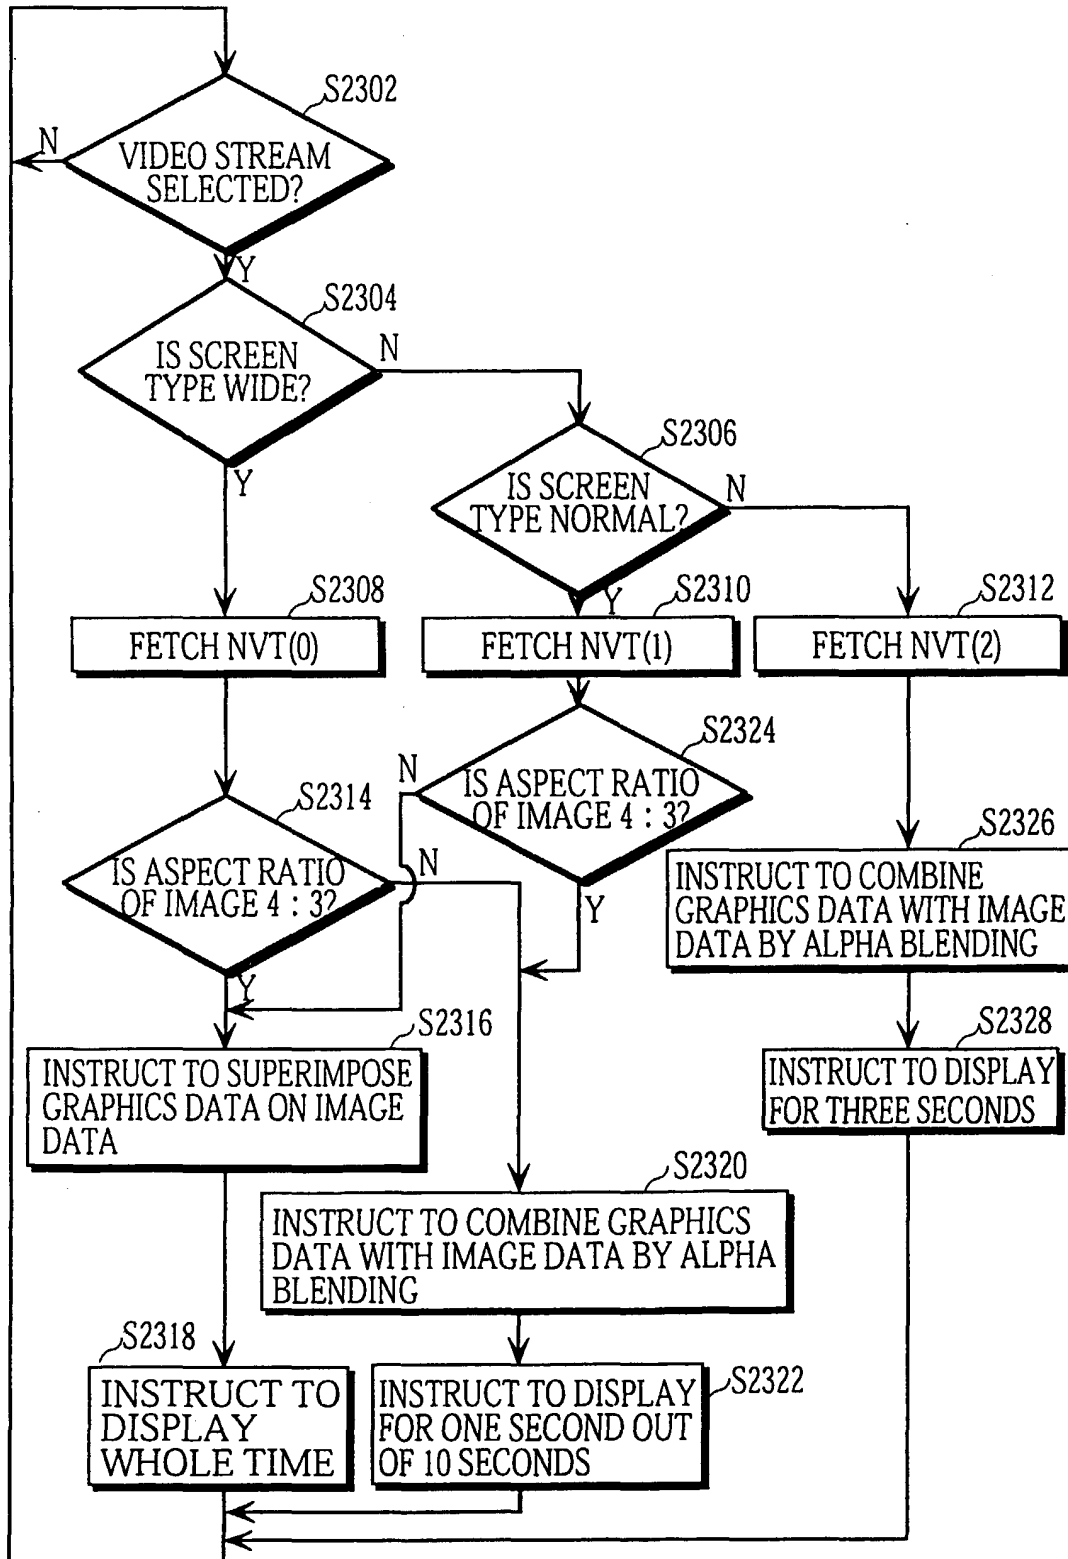 S2302
N
VIDEO STREAM
SELECTED?
Y
S2304
N
IS SCREEN
TYPE WIDE?
Y
S2306
N
IS SCREEN
TYPE NORMAL?
Y
S2308
FETCH NVT(0)
S2310
FETCH NVT(1)
S2312
FETCH NVT(2)
S2324
N
IS ASPECT RATIO
OF IMAGE 4 : 3?
Y
S2314
N
IS ASPECT RATIO
OF IMAGE 4 : 3?
Y
S2326
INSTRUCT TO COMBINE
GRAPHICS DATA WITH IMAGE
DATA BY ALPHA BLENDING
S2316
INSTRUCT TO SUPERIMPOSE
GRAPHICS DATA ON IMAGE
DATA
S2328
INSTRUCT TO DISPLAY
FOR THREE SECONDS
S2320
INSTRUCT TO COMBINE GRAPHICS
DATA WITH IMAGE DATA BY ALPHA
BLENDING
S2318
INSTRUCT TO
DISPLAY
WHOLE TIME
S2322
INSTRUCT TO DISPLAY
FOR ONE SECOND OUT
OF 10 SECONDS